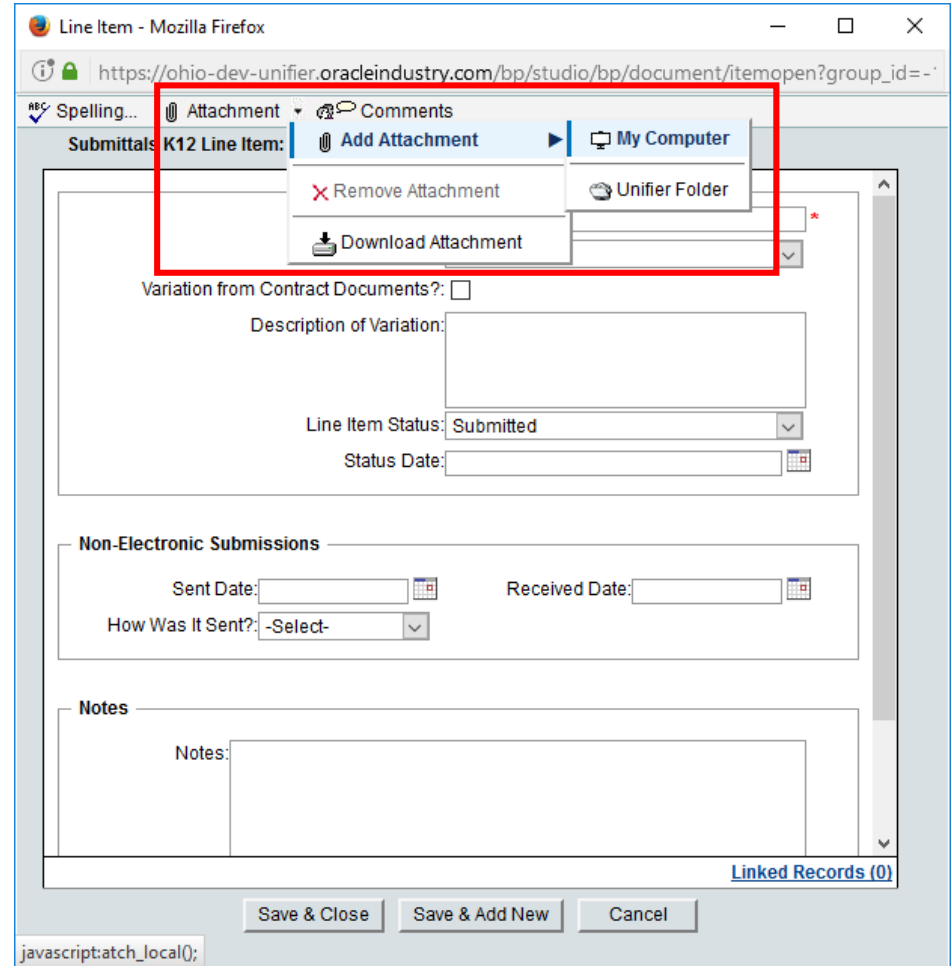 Line Item - Mozilla Firefox
https://ohio-dev-unifier.oracleindustry.com/bp/studio/bp/document/itemopen?group_id=-
ABC Spelling... Attachment Comments
Submittals K12 Line Item:
Add Attachment
My Computer
Remove Attachment
Unifier Folder
Download Attachment
*
Variation from Contract Documents?:
Description of Variation:
Line Item Status: Submitted
Status Date:
Non-Electronic Submissions
Sent Date: Received Date:
How Was It Sent?: -Select-
Notes
Notes:
Linked Records (0)
Save & Close Save & Add New Cancel
javascript:atch_local();